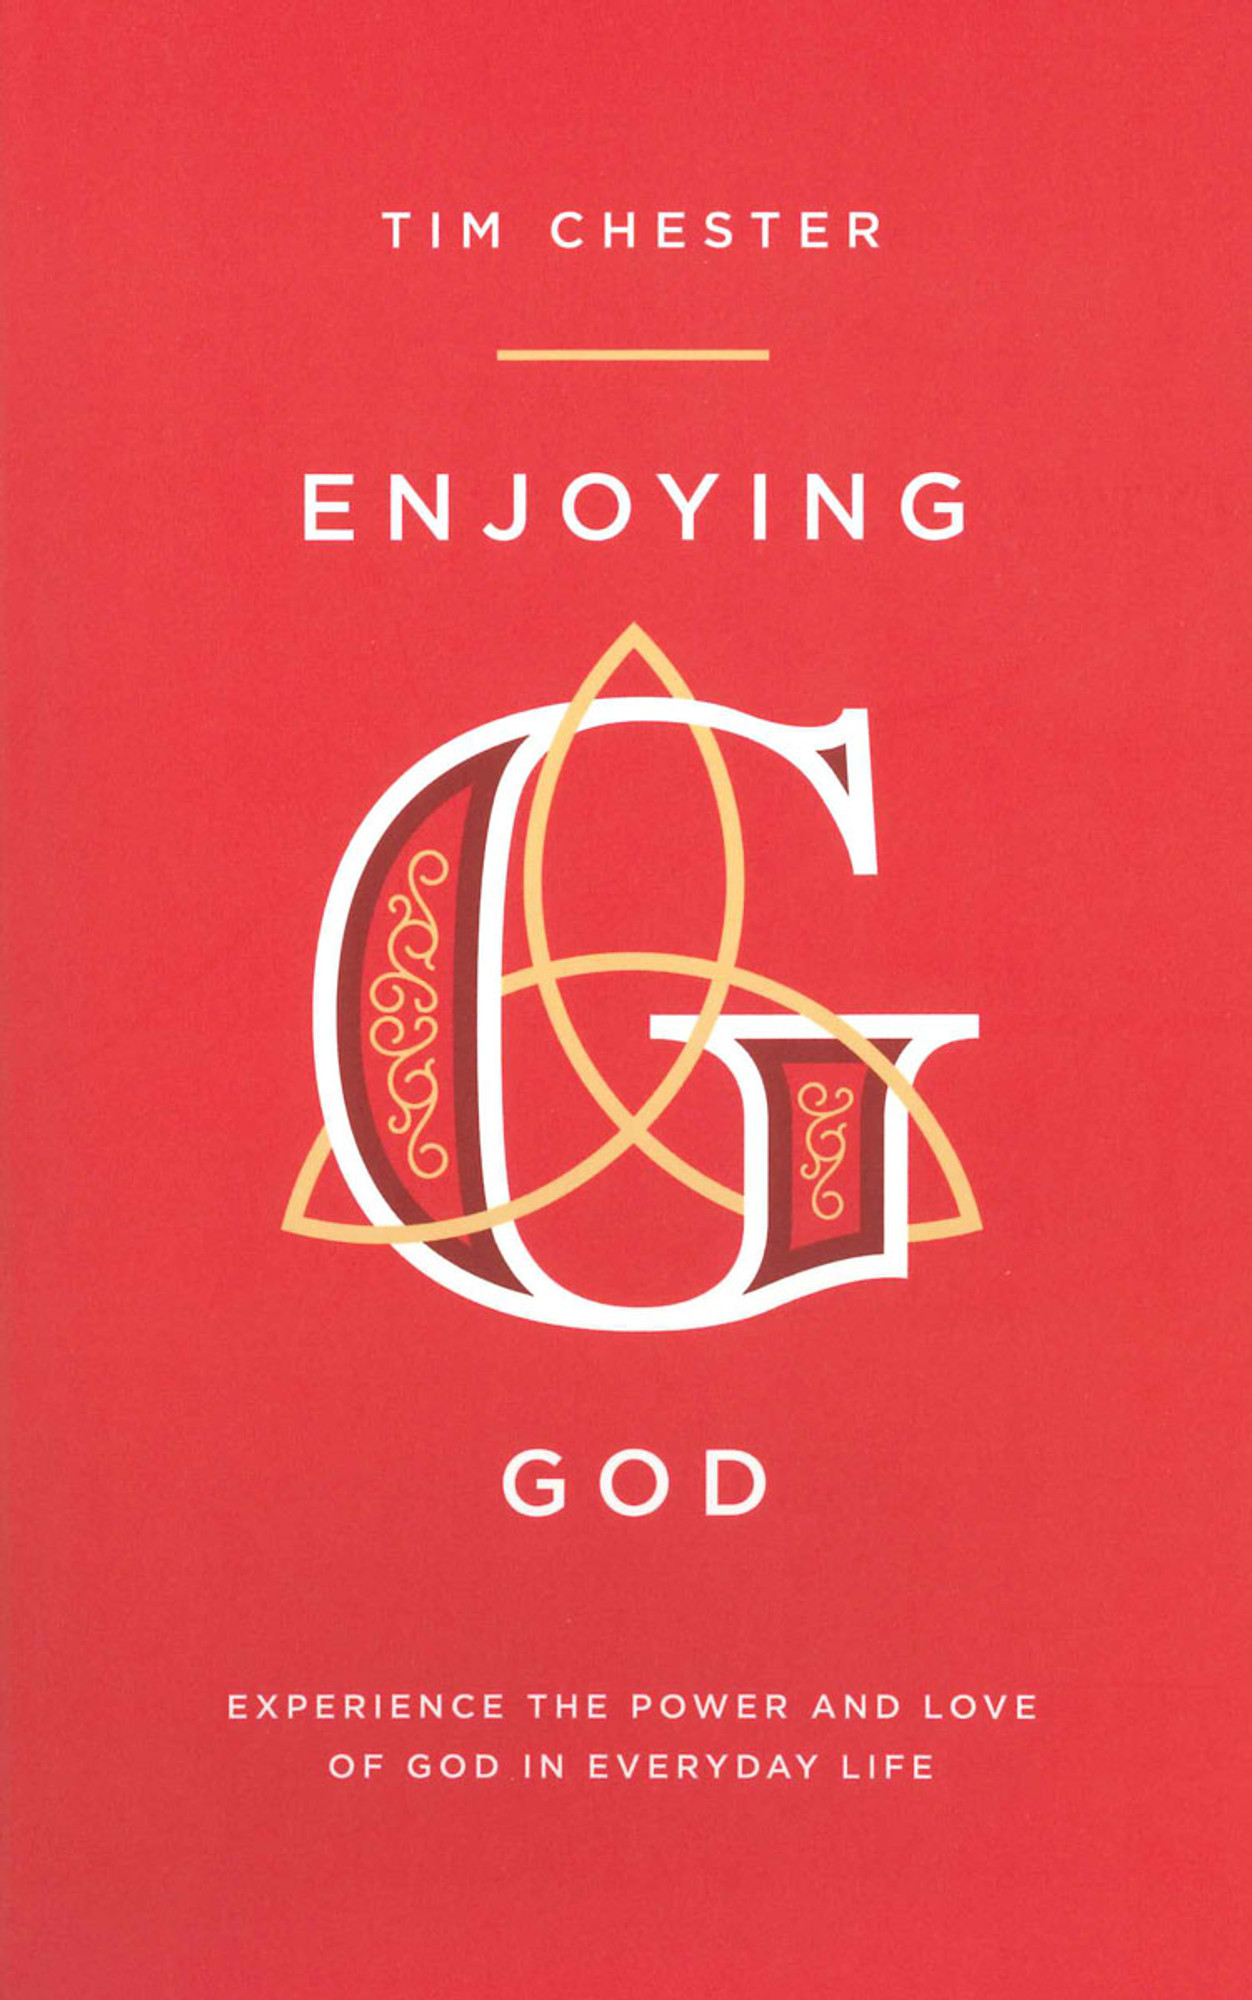 TIM CHESTER
ENJOYING
G
GOD
EXPERIENCE THE POWER AND LOVE
OF GOD IN EVERYDAY LIFE